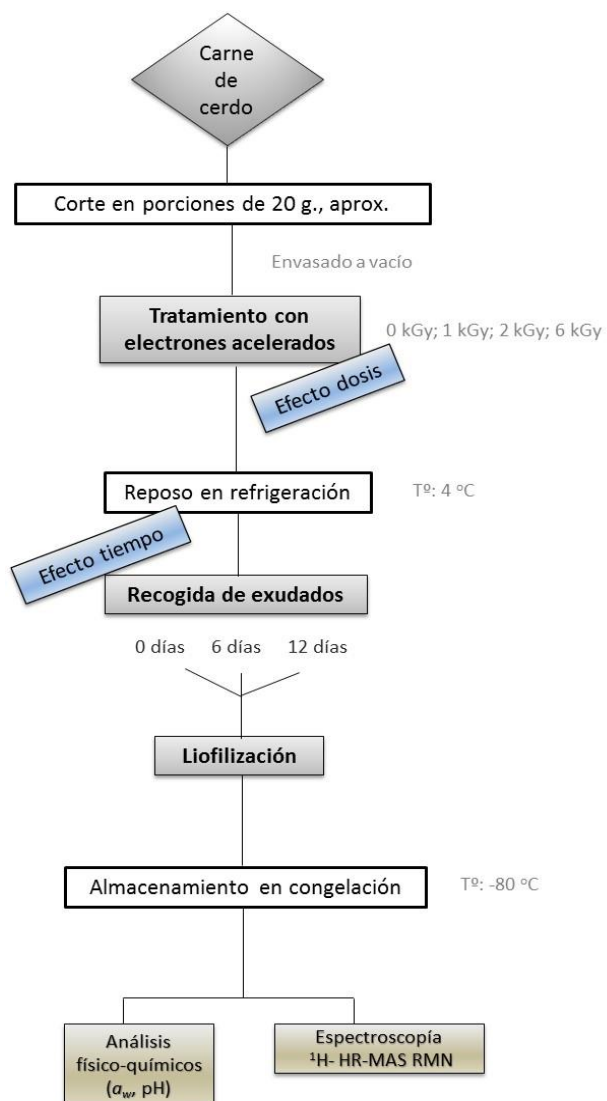 Carne
de
cerdo
Corte en porciones de 20 g., aprox.
Envasado a vacío
Tratamiento con
electrones acelerados
0 kGy; 1 kGy; 2 kGy; 6 kGy
Efecto dosis
Reposo en refrigeración
Tº: 4 ºC
Efecto tiempo
Recogida de exudados
0 días 6 días 12 días
Liofilización
Almacenamiento en congelación
Tº: -80 ºC
Análisis
físico-químicos
(aw, pH)
Espectroscopía
¹H- HR-MAS RMN